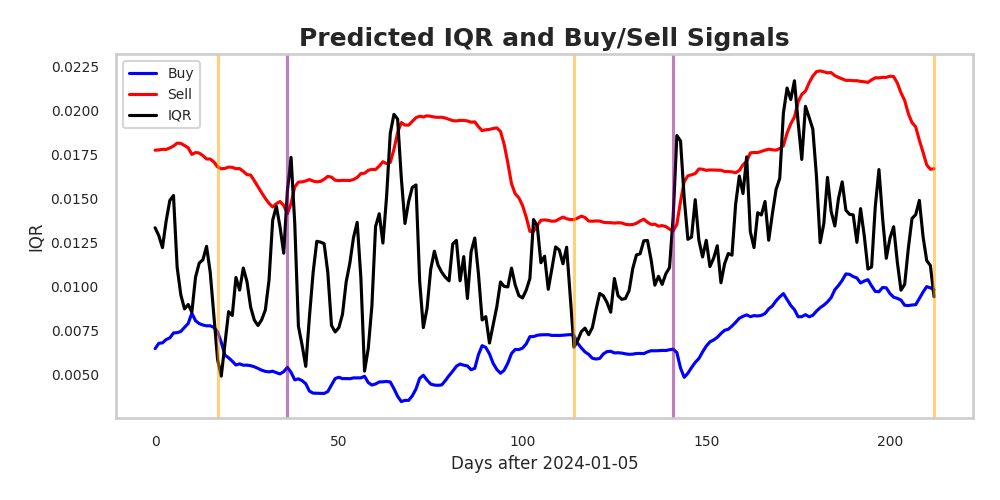 Predicted IQR and Buy/Sell Signals
Buy
Sell
IQR
0.0225
0.0200
0.0175
0.0150
0.0125
0.0100
0.0075
0.0050
IQR
0
50
100
150
200
Days after 2024-01-05